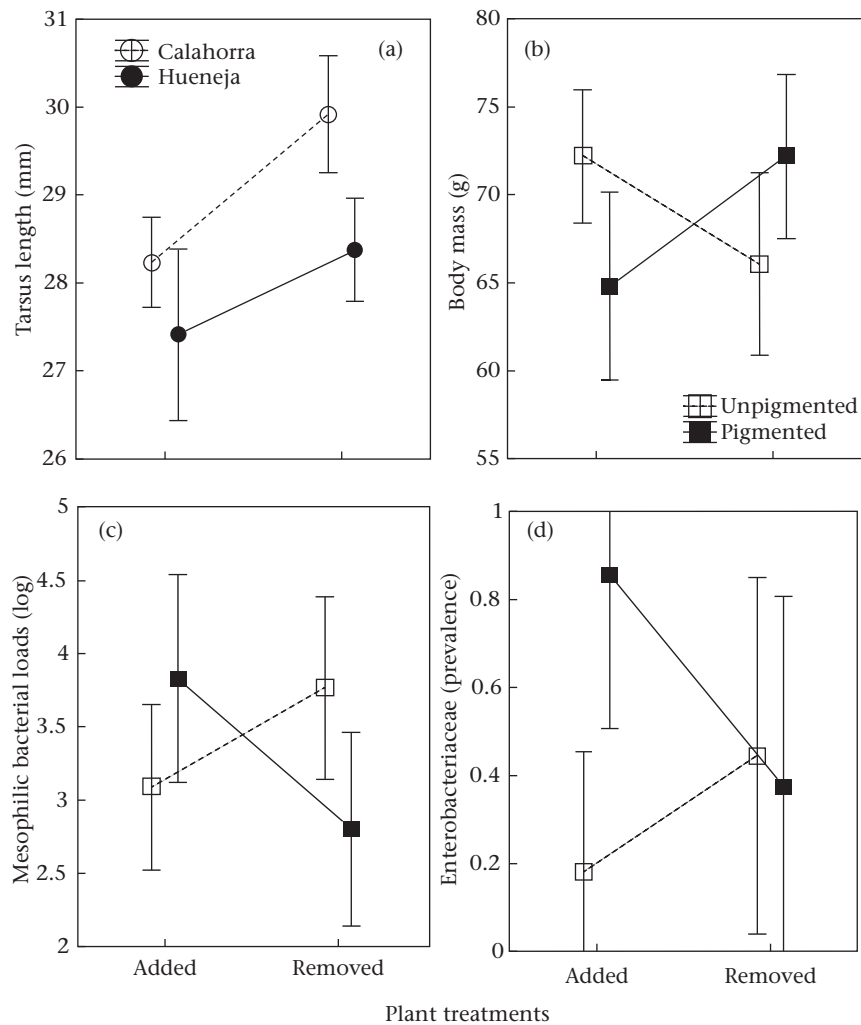 31
30
29
28
27
26
Tarsus length (mm)
Calahorra
Hueneja
(a)
80
75
70
65
60
55
Body mass (g)
(b)
Unpigmented
Pigmented
5
4.5
4
3.5
3
2.5
2
Mesophilic bacterial loads (log)
(c)
Added
Removed
1
0.8
0.6
0.4
0.2
0
Enterobacteriaceae (prevalence)
(d)
Added
Removed
Plant treatments